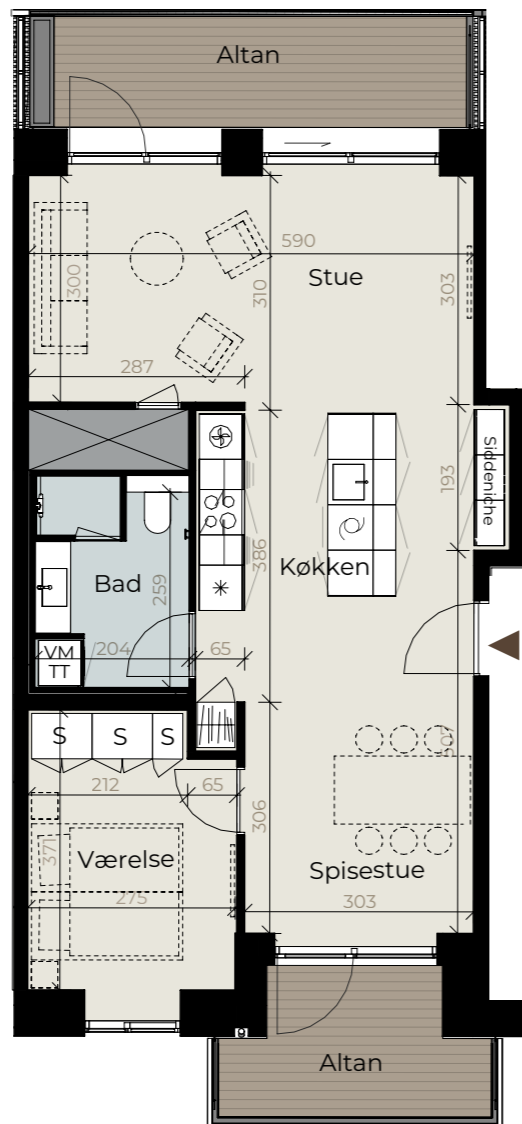 Altan
590
Stue
300
310
303
287
193
Siddeniche
386
Køkken
Bad
259
204
65
VM
TT
S
S
S
212
65
306
371
Værelse
Spisestue
275
303
Altan